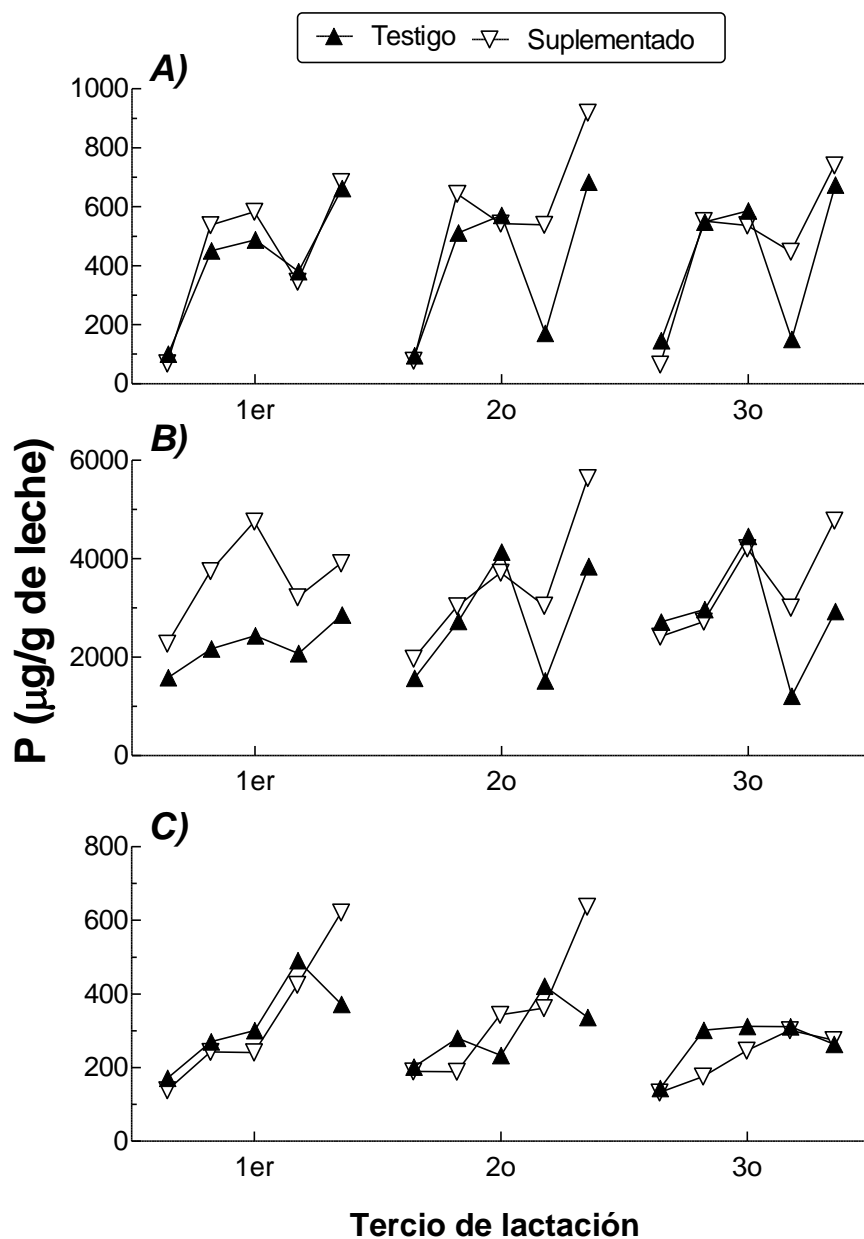 Testigo Suplementado
A)
1000
800
600
400
200
0
1er 2o 3o
B)
6000
4000
2000
0
1er 2o 3o
P (µg/g de leche)
C)
800
600
400
200
0
1er 2o 3o
Tercio de lactación